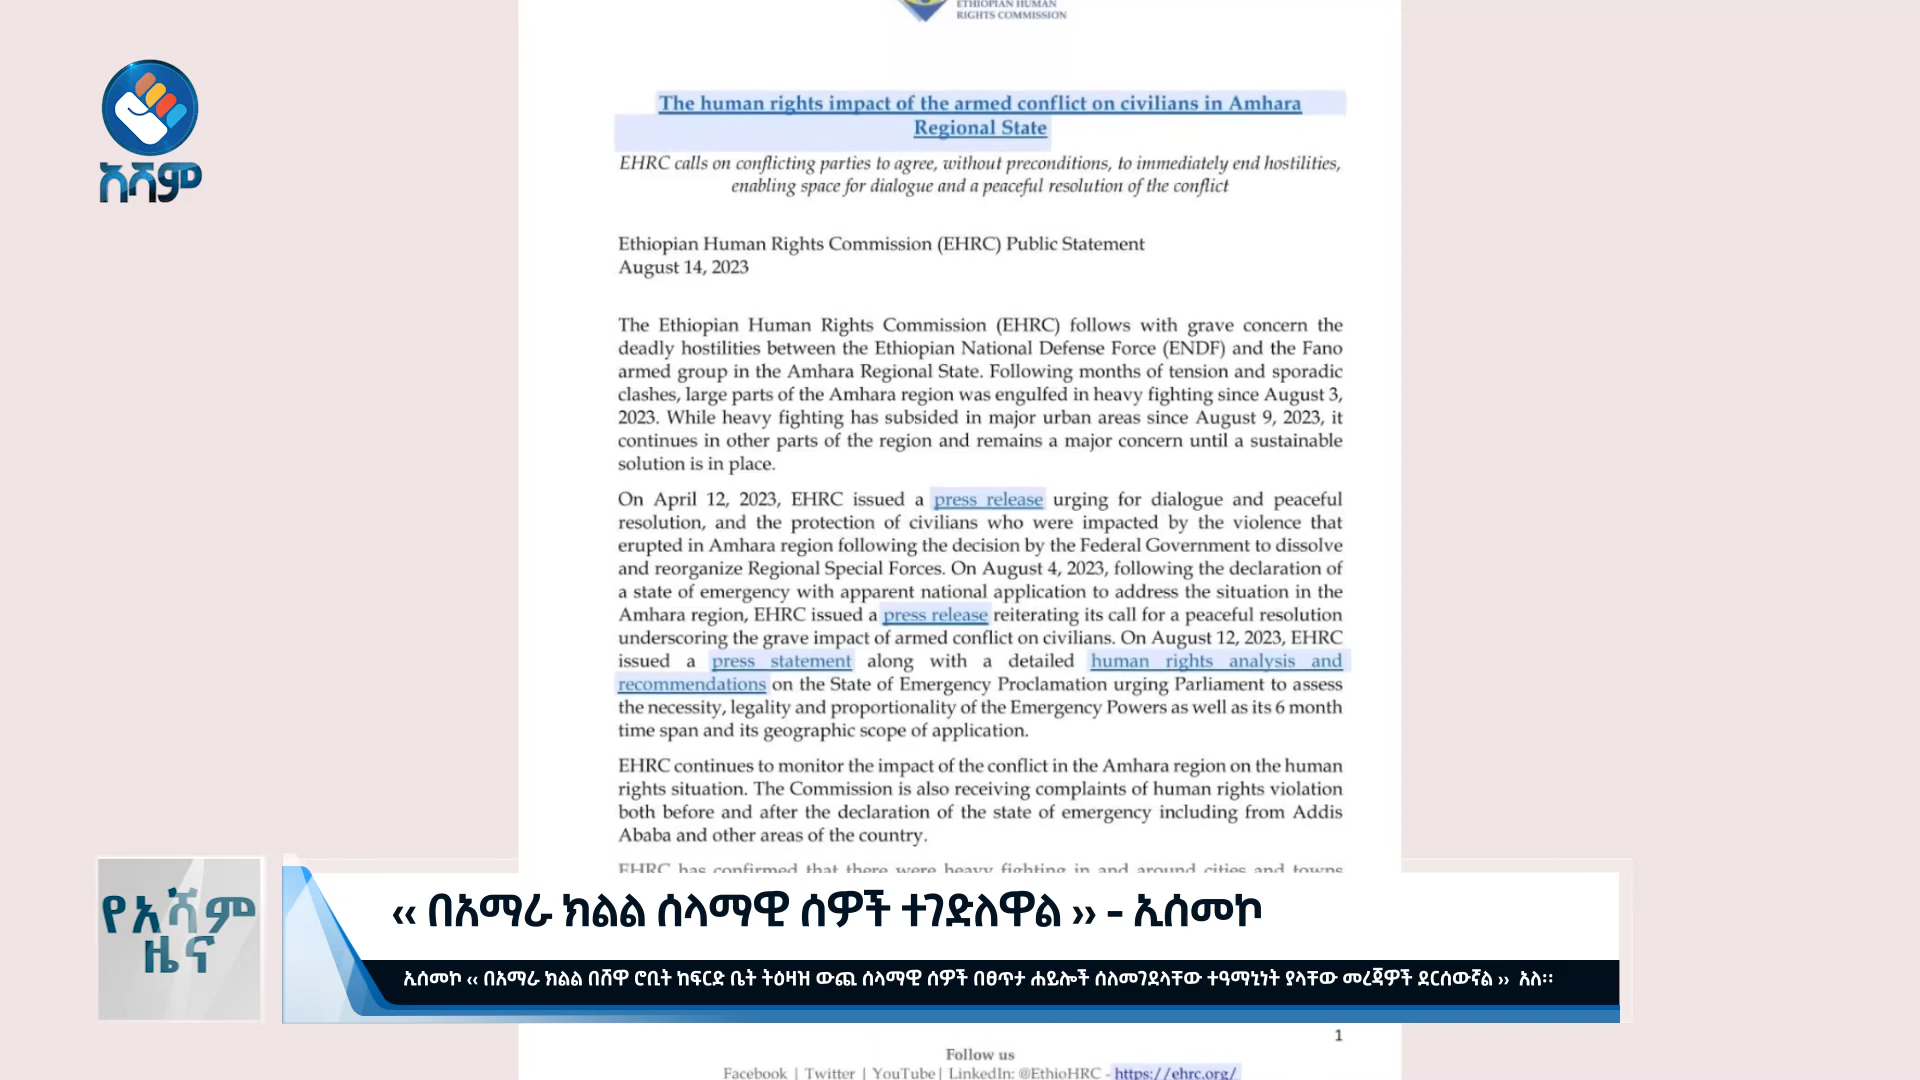 ETHIOPIAN HUMAN
RIGHTS COMMISSION
አሻም
The human rights impact of the armed conflict on civilians in Amhara
Regional State
EHRC calls on conflicting parties to agree, without preconditions, to immediately end hostilities,
enabling space for dialogue and a peaceful resolution of the conflict
Ethiopian Human Rights Commission (EHRC) Public Statement
August 14, 2023
The Ethiopian Human Rights Commission (EHRC) follows with grave concern the
deadly hostilities between the Ethiopian National Defense Force (ENDF) and the Fano
armed group in the Amhara Regional State. Following months of tension and sporadic
clashes, large parts of the Amhara region was engulfed in heavy fighting since August 3,
2023. While heavy fighting has subsided in major urban areas since August 9, 2023, it
continues in other parts of the region and remains a major concern until a sustainable
solution is in place.
On April 12, 2023, EHRC issued a press release urging for dialogue and peaceful
resolution, and the protection of civilians who were impacted by the violence that
erupted in Amhara region following the decision by the Federal Government to dissolve
and reorganize Regional Special Forces. On August 4, 2023, following the declaration of
a state of emergency with apparent national application to address the situation in the
Amhara region, EHRC issued a press release reiterating its call for a peaceful resolution
underscoring the grave impact of armed conflict on civilians. On August 12, 2023, EHRC
issued a press statement along with a detailed human rights analysis and
recommendations on the State of Emergency Proclamation urging Parliament to assess
the necessity, legality and proportionality of the Emergency Powers as well as its 6 month
time span and its geographic scope of application.
EHRC continues to monitor the impact of the conflict in the Amhara region on the human
rights situation. The Commission is also receiving complaints of human rights violation
both before and after the declaration of the state of emergency including from Addis
Ababa and other areas of the country.
EHRC has confirmed that there were heavy fighting in and around cities and towns
የአሻም
ዜና
‹‹ በአማራ ክልል ሰላማዊ ሰዎች ተገድለዋል ›› - ኢሰመኮ
ኢሰመኮ ‹‹ በአማራ ክልል በሸዋ ሮቢት ከፍርድ ቤት ትዕዛዝ ውጪ ሰላማዊ ሰዎች በፀጥታ ሐይሎች ስለመገደላቸው ተዓማኒነት ያላቸው መረጃዎች ደርሰውኛል ›› አለ፡፡
1
Follow us
Facebook | Twitter | YouTube| LinkedIn: @EthioHRC - https://ehrc.org/